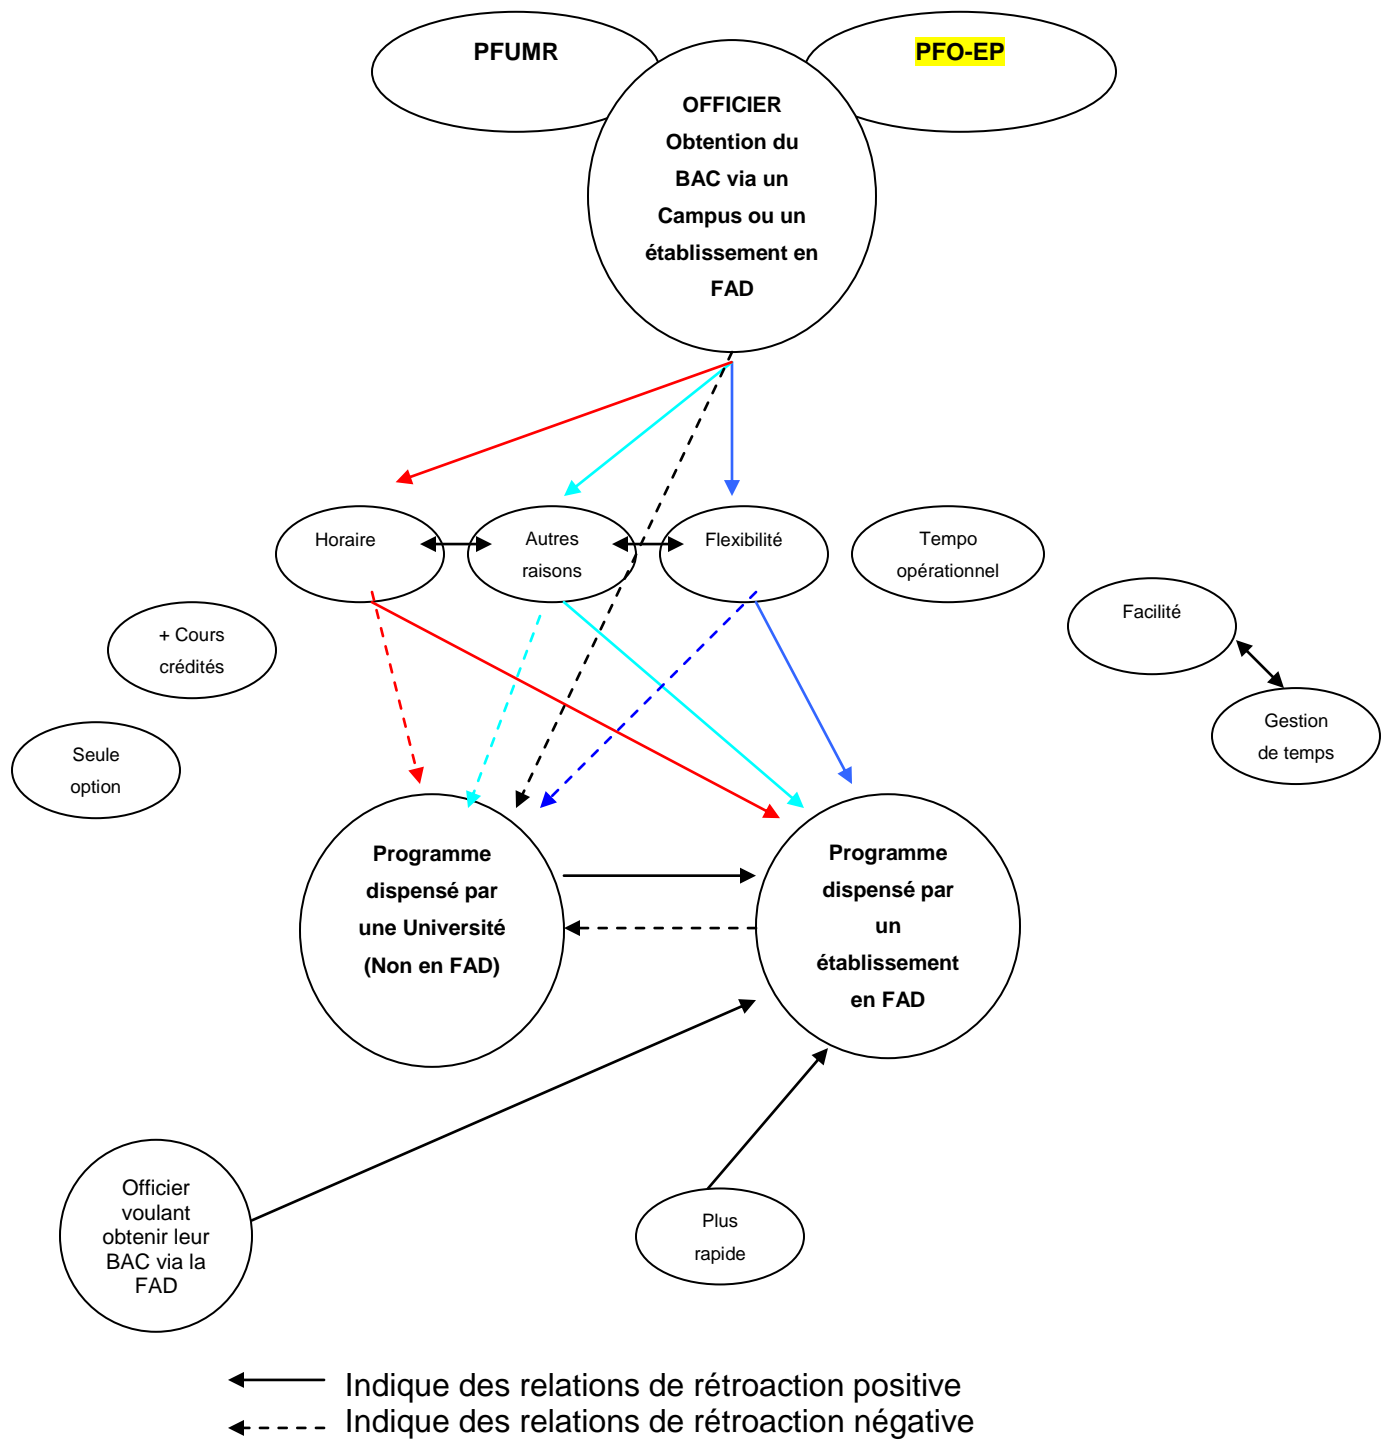 PFUMR
PFO-EP
OFFICIER
Obtention du
BAC via un
Campus ou un
établissement en
FAD
Horaire
Autres
raisons
Flexibilité
Tempo
opérationnel
Facilité
+ Cours
crédités
Gestion
de temps
Seule
option
Programme
dispensé par
une Université
(Non en FAD)
Programme
dispensé par
un
établissement
en FAD
Officier
voulant
obtenir leur
BAC via la
FAD
Plus
rapide
Indique des relations de rétroaction positive
Indique des relations de rétroaction négative